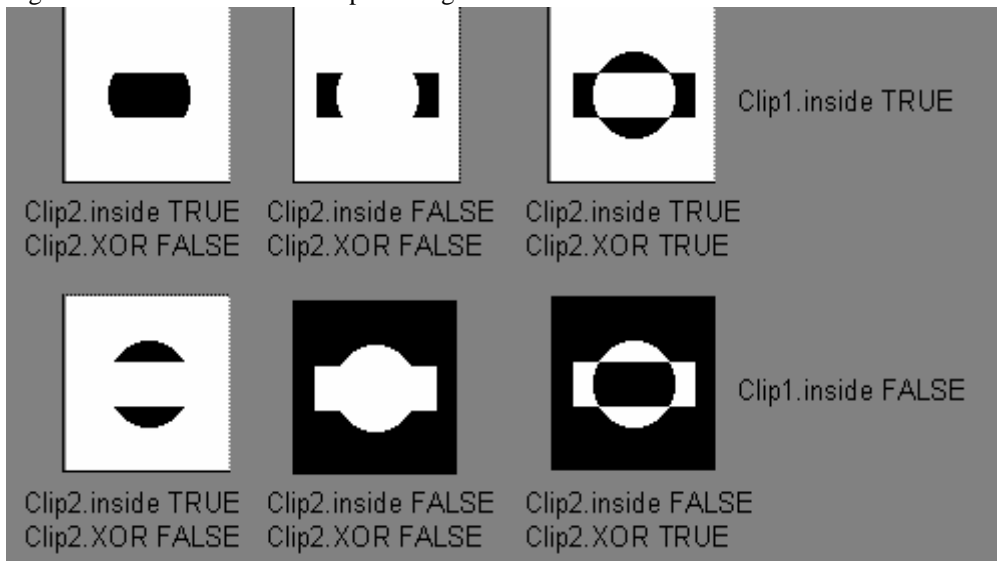 Clip1.inside TRUE
Clip2.inside TRUE
Clip2.XOR FALSE
Clip2.inside FALSE
Clip2.XOR FALSE
Clip2.inside TRUE
Clip2.XOR TRUE
Clip1.inside FALSE
Clip2.inside TRUE
Clip2.XOR FALSE
Clip2.inside FALSE
Clip2.XOR FALSE
Clip2.inside FALSE
Clip2.XOR TRUE